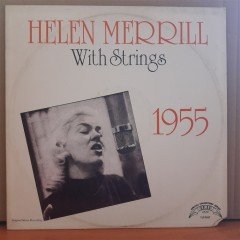 HELEN MERRILL
With Strings
1955